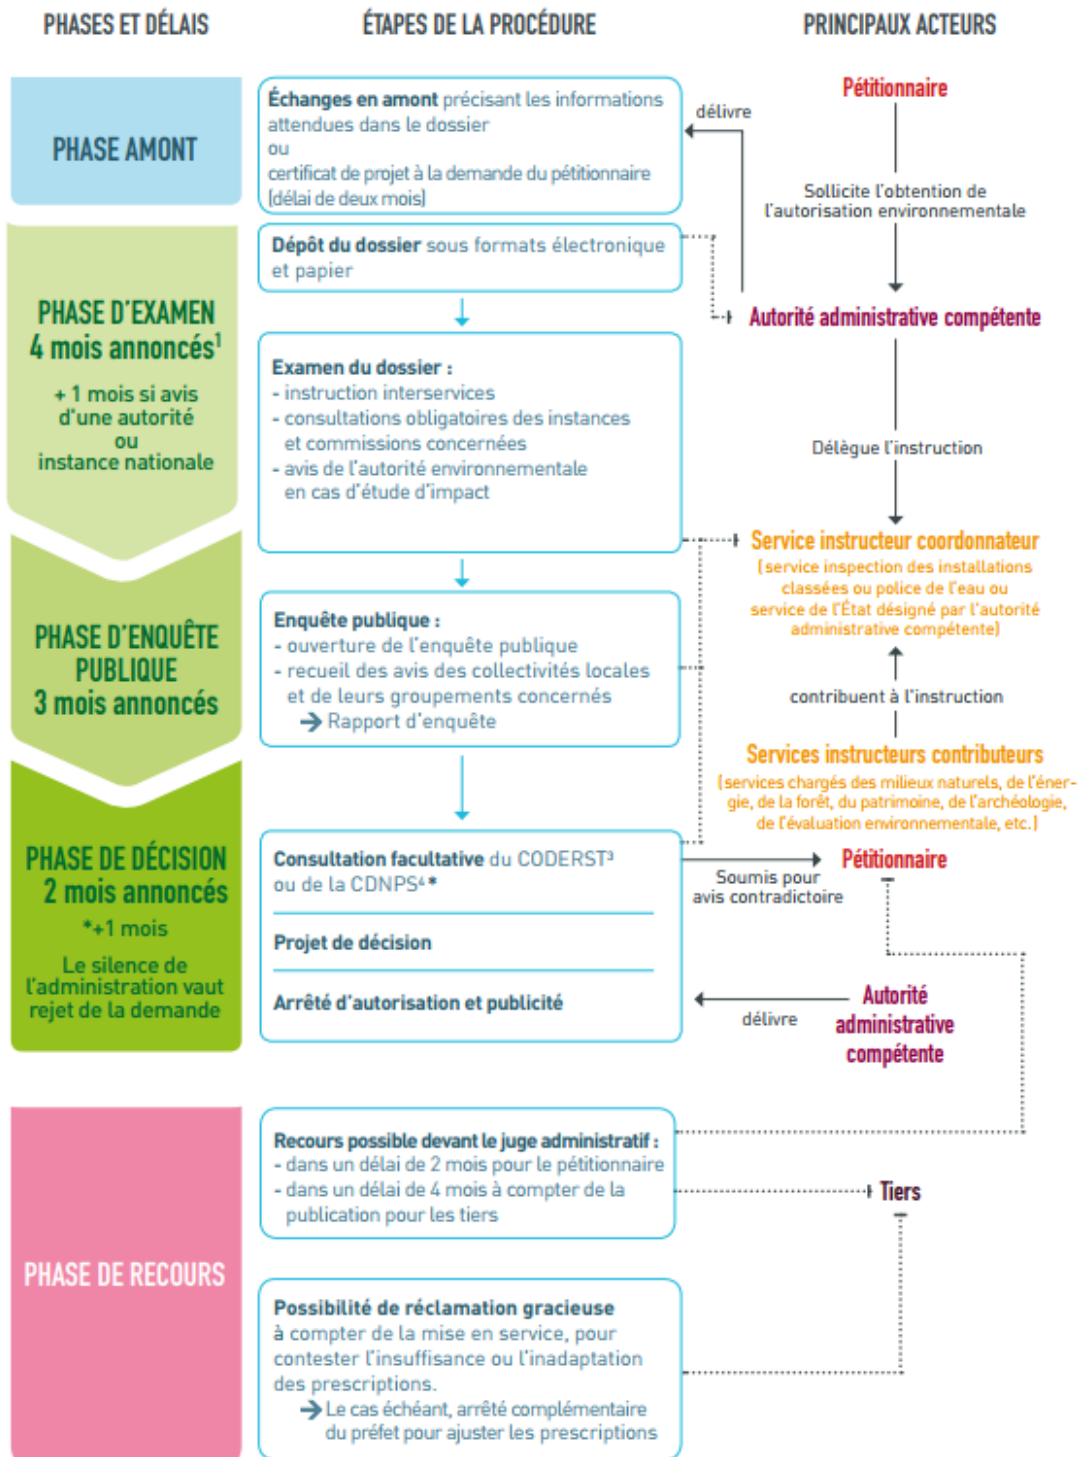 PHASES ET DÉLAIS
ÉTAPES DE LA PROCÉDURE
PRINCIPAUX ACTEURS
PHASE AMONT
Échanges en amont précisant les informations
attendues dans le dossier
ou
certificat de projet à la demande du pétitionnaire
(délai de deux mois)
délivre
Pétitionnaire
Sollicite l'obtention de
l'autorisation environnementale
PHASE D'EXAMEN
4 mois annoncés¹
+ 1 mois si avis
d'une autorité
ou
instance nationale
Dépôt du dossier sous formats électronique
et papier
Autorité administrative compétente
Examen du dossier :
- instruction interservices
- consultations obligatoires des instances
et commissions concernées
- avis de l'autorité environnementale
en cas d'étude d'impact
Délègue l'instruction
Service instructeur coordonnateur
(service inspection des installations
classées ou police de l'eau ou
service de l'État désigné par l'autorité
administrative compétente)
PHASE D'ENQUÊTE
PUBLIQUE
3 mois annoncés
Enquête publique :
- ouverture de l'enquête publique
- recueil des avis des collectivités locales
et de leurs groupements concernés
→ Rapport d'enquête
contribuent à l'instruction
Services instructeurs contributeurs
(services chargés des milieux naturels, de l'éner-
gie, de la forêt, du patrimoine, de l'archéologie,
de l'évaluation environnementale, etc.)
PHASE DE DÉCISION
2 mois annoncés
*+1 mois
Le silence de
l'administration vaut
rejet de la demande
Consultation facultative du CODERST³
ou de la CDNPS⁴*
Projet de décision
Arrêté d'autorisation et publicité
Soumis pour
avis contradictoire
Pétitionnaire
délivre
Autorité
administrative
compétente
PHASE DE RECOURS
Recours possible devant le juge administratif :
- dans un délai de 2 mois pour le pétitionnaire
- dans un délai de 4 mois à compter de la
publication pour les tiers
Tiers
Possibilité de réclamation gracieuse
à compter de la mise en service, pour
contester l'insuffisance ou l'inadaptation
des prescriptions.
→ Le cas échéant, arrêté complémentaire
du préfet pour ajuster les prescriptions